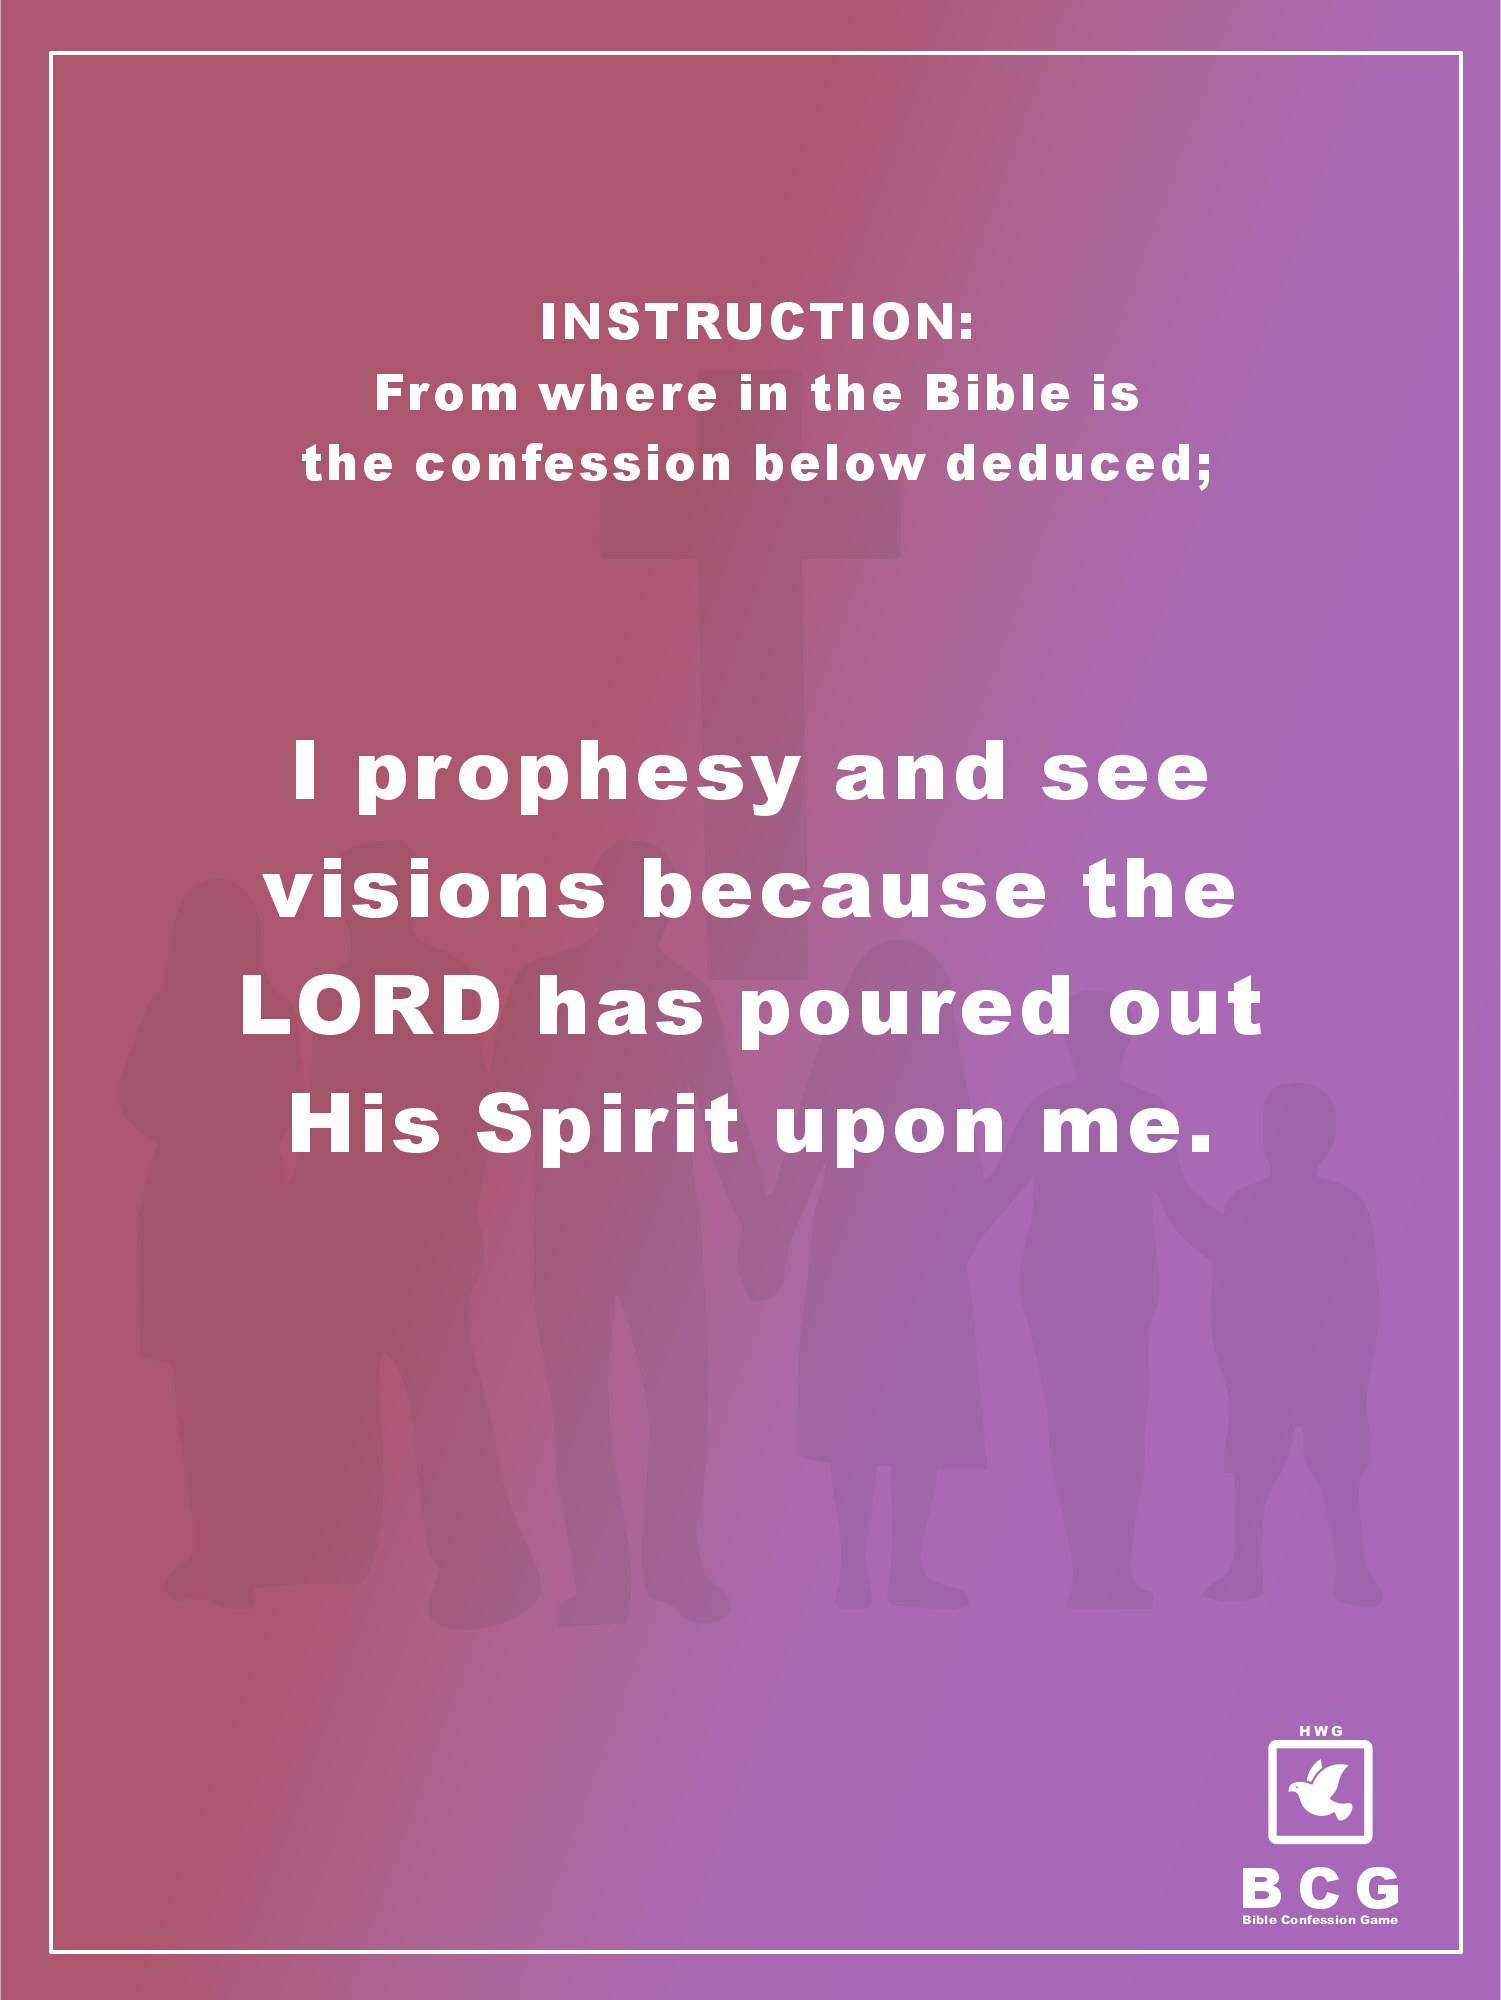 INSTRUCTION:
From where in the Bible is
the confession below deduced;
I prophesy and see
visions because the
LORD has poured out
His Spirit upon me.
HWG
BCG
Bible Confession Game